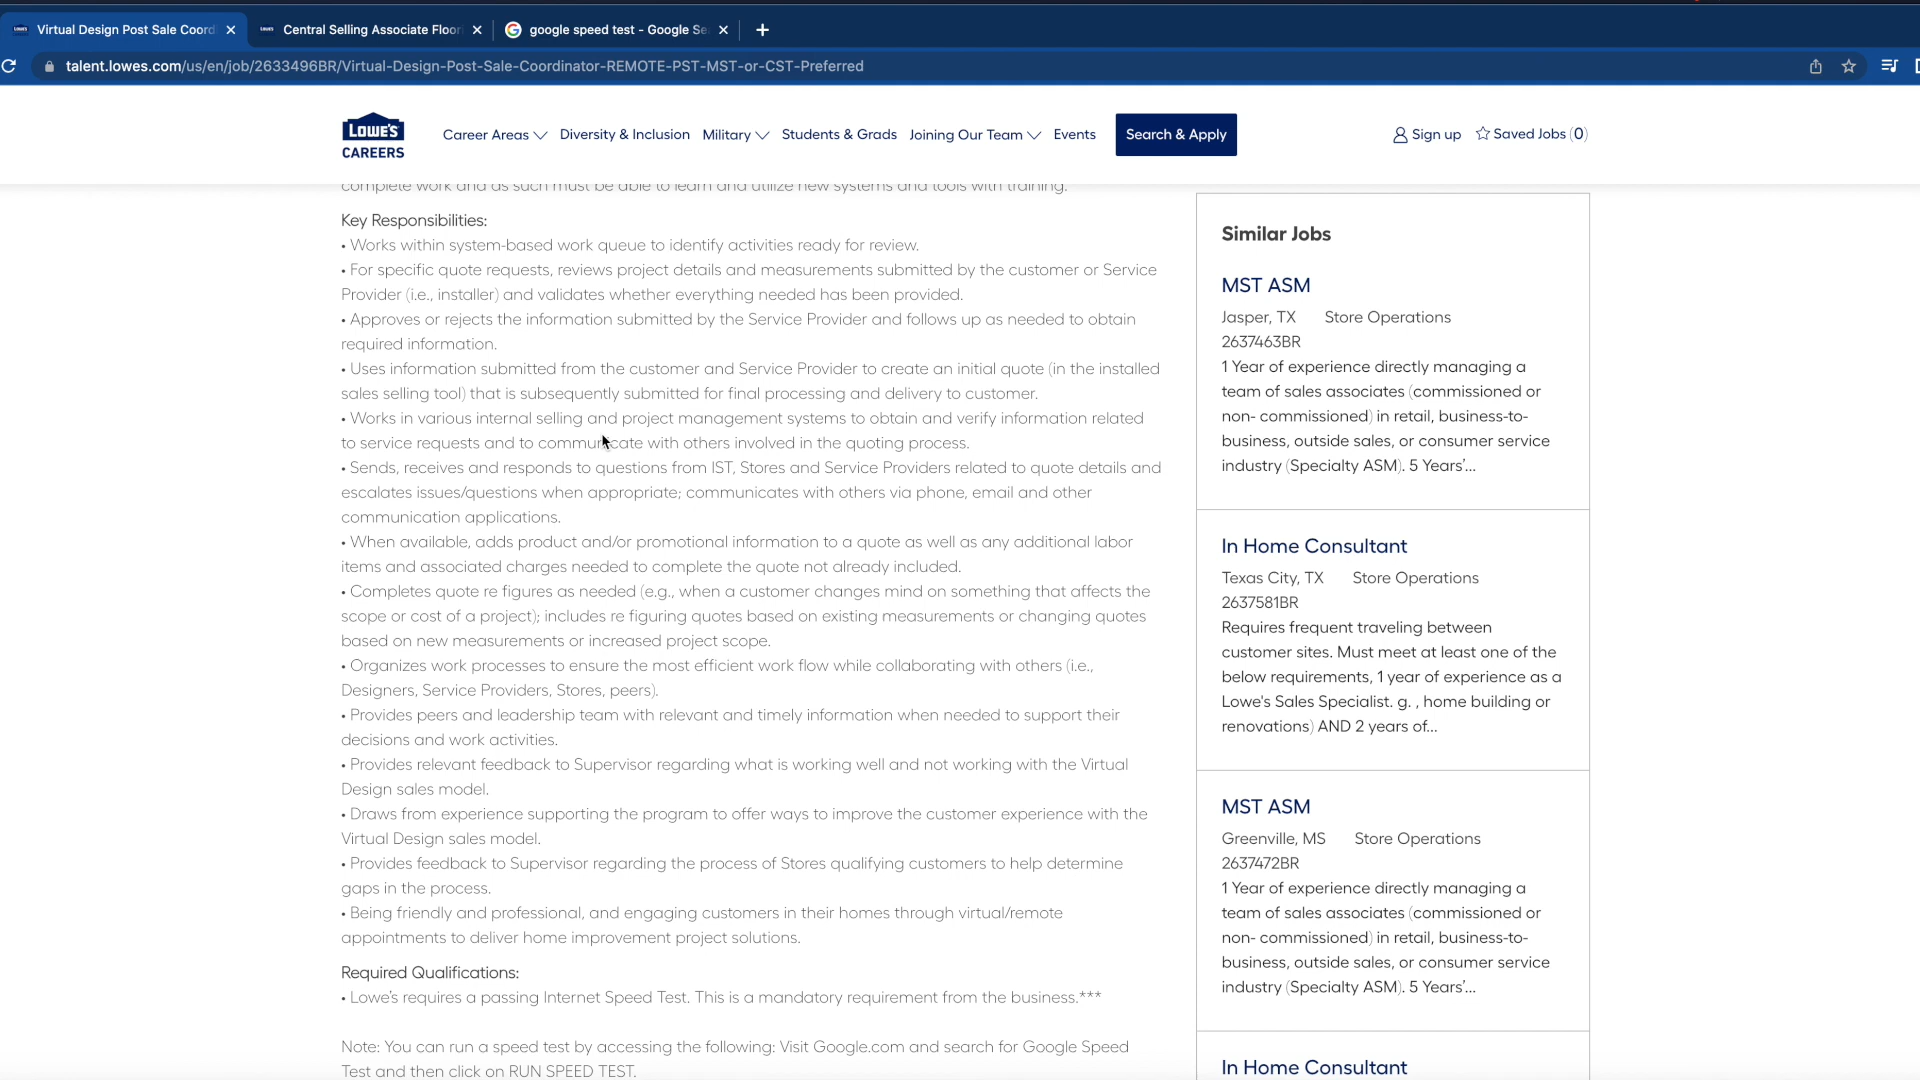 Virtual Design Post Sale Coord
Central Selling Associate Floor
google speed test - Google Se
talent.lowes.com/us/en/job/2633496BR/Virtual-Design-Post-Sale-Coordinator-REMOTE-PST-MST-or-CST-Preferred
LOWE'S
CAREERS
Career Areas
Diversity & Inclusion
Military
Students & Grads
Joining Our Team
Events
Search & Apply
Sign up
Saved Jobs (0)
complete work and as such must be able to learn and utilize new systems and tools with training.
Key Responsibilities:
• Works within system-based work queue to identify activities ready for review.
• For specific quote requests, reviews project details and measurements submitted by the customer or Service
Provider (i.e., installer) and validates whether everything needed has been provided.
• Approves or rejects the information submitted by the Service Provider and follows up as needed to obtain
required information.
• Uses information submitted from the customer and Service Provider to create an initial quote (in the installed
sales selling tool) that is subsequently submitted for final processing and delivery to customer.
• Works in various internal selling and project management systems to obtain and verify information related
to service requests and to communicate with others involved in the quoting process.
• Sends, receives and responds to questions from IST, Stores and Service Providers related to quote details and
escalates issues/questions when appropriate; communicates with others via phone, email and other
communication applications.
• When available, adds product and/or promotional information to a quote as well as any additional labor
items and associated charges needed to complete the quote not already included.
• Completes quote re figures as needed (e.g., when a customer changes mind on something that affects the
scope or cost of a project); includes re figuring quotes based on existing measurements or changing quotes
based on new measurements or increased project scope.
• Organizes work processes to ensure the most efficient work flow while collaborating with others (i.e.,
Designers, Service Providers, Stores, peers).
• Provides peers and leadership team with relevant and timely information when needed to support their
decisions and work activities.
• Provides relevant feedback to Supervisor regarding what is working well and not working with the Virtual
Design sales model.
• Draws from experience supporting the program to offer ways to improve the customer experience with the
Virtual Design sales model.
• Provides feedback to Supervisor regarding the process of Stores qualifying customers to help determine
gaps in the process.
• Being friendly and professional, and engaging customers in their homes through virtual/remote
appointments to deliver home improvement project solutions.
Required Qualifications:
• Lowe's requires a passing Internet Speed Test. This is a mandatory requirement from the business.***
Note: You can run a speed test by accessing the following: Visit Google.com and search for Google Speed
Test and then click on RUN SPEED TEST.
Similar Jobs
MST ASM
Jasper, TX Store Operations
2637463BR
1 Year of experience directly managing a
team of sales associates (commissioned or
non- commissioned) in retail, business-to-
business, outside sales, or consumer service
industry (Specialty ASM). 5 Years'...
In Home Consultant
Texas City, TX Store Operations
2637581BR
Requires frequent traveling between
customer sites. Must meet at least one of the
below requirements, 1 year of experience as a
Lowe's Sales Specialist. g. , home building or
renovations) AND 2 years of...
MST ASM
Greenville, MS Store Operations
2637472BR
1 Year of experience directly managing a
team of sales associates (commissioned or
non- commissioned) in retail, business-to-
business, outside sales, or consumer service
industry (Specialty ASM). 5 Years'...
In Home Consultant